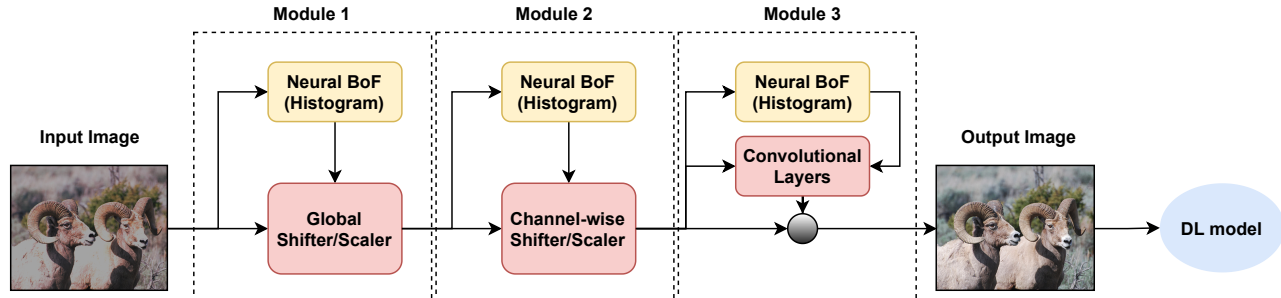 Module 1
Module 2
Module 3
Neural BoF
(Histogram)
Neural BoF
(Histogram)
Neural BoF
(Histogram)
Input Image
Output Image
Convolutional
Layers
Global
Shifter/Scaler
Channel-wise
Shifter/Scaler
DL model